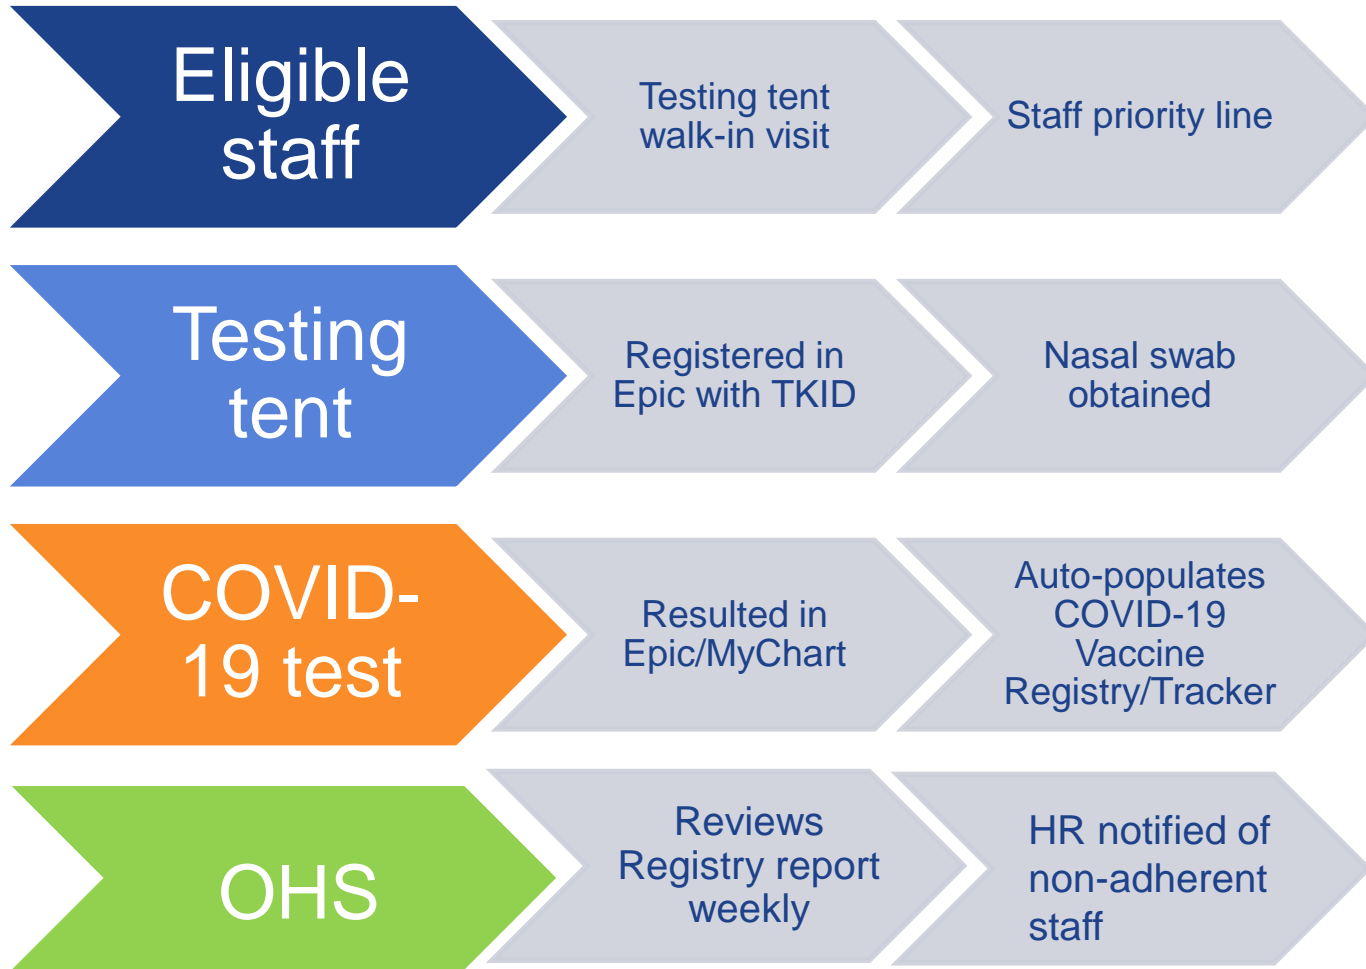 Eligible
staff
Testing tent
walk-in visit
Staff priority line
Testing
tent
Registered in
Epic with TKID
Nasal swab
obtained
COVID-
19 test
Resulted in
Epic/MyChart
Auto-populates
COVID-19
Vaccine
Registry/Tracker
OHS
Reviews
Registry report
weekly
HR notified of
non-adherent
staff